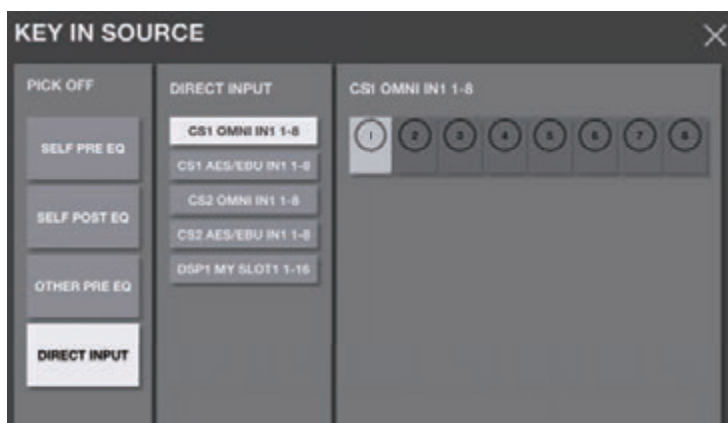 KEY IN SOURCE
PICK OFF
SELF PRE EQ
SELF POST EQ
OTHER PRE EQ
DIRECT INPUT
DIRECT INPUT
CS1 OMNI IN1 1-8
CS1 AES/EBU IN1 1-8
CS2 OMNI IN1 1-8
CS2 AES/EBU IN1 1-8
DSP1 MY SLOT1 1-16
CS1 OMNI IN1 1-8
1 2 3 4 5 6 7 8